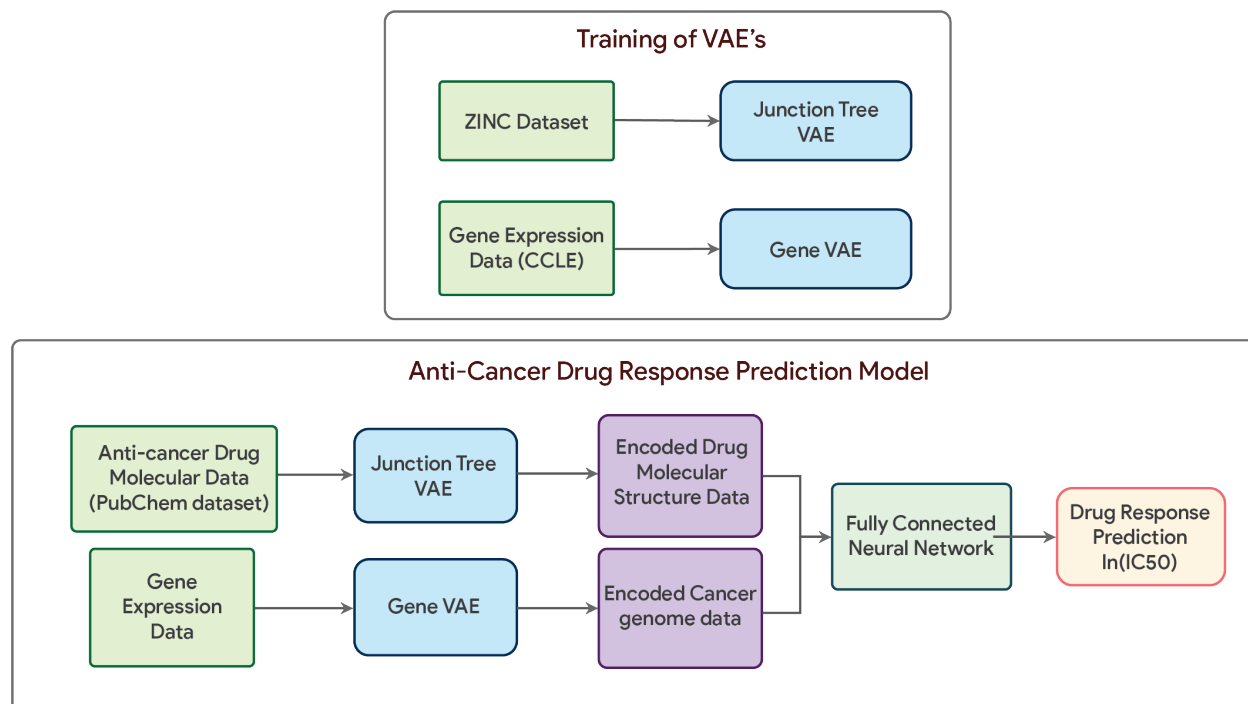 Training of VAE's
ZINC Dataset
Junction Tree
VAE
Gene Expression
Data (CCLE)
Gene VAE
Anti-Cancer Drug Response Prediction Model
Anti-cancer Drug
Molecular Data
(PubChem dataset)
Junction Tree
VAE
Encoded Drug
Molecular
Structure Data
Gene
Expression
Data
Gene VAE
Encoded Cancer
genome data
Fully Connected
Neural Network
Drug Response
Prediction
ln(IC50)